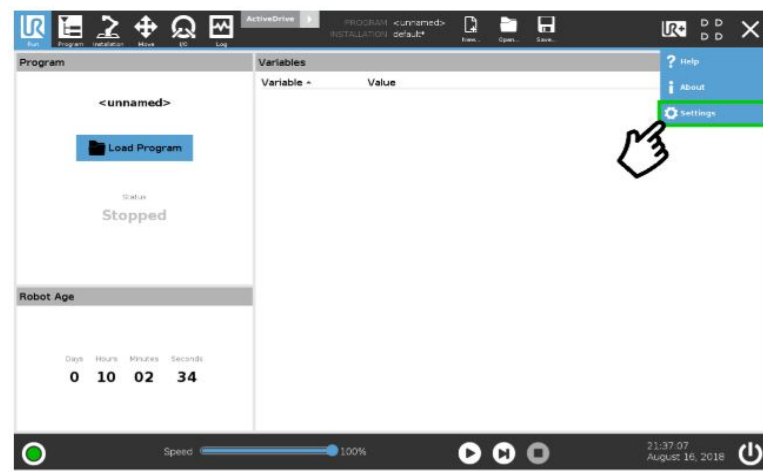 UR
Run
Program
Installation
Move
I/O
Log
ActiveDrive
PROGRAM <unnamed>
INSTALLATION default*
New...
Open...
Save...
UR+
D D
D D
Program
<unnamed>
Load Program
Status
Stopped
Variables
Variable
Value
? Help
i About
Settings
Robot Age
Days Hours Minutes Seconds
0 10 02 34
Speed
100%
21:37:07
August 16, 2018